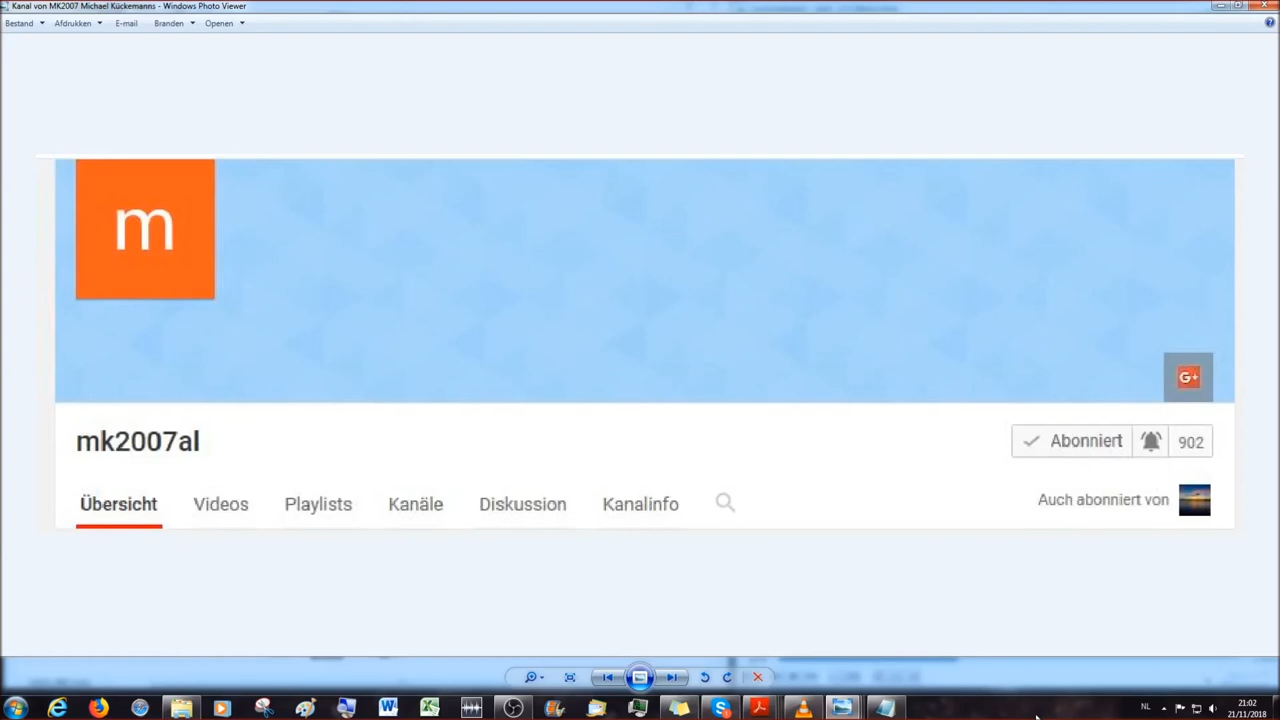 Kanal von MK2007 Michael Kückemanns - Windows Photo Viewer
Bestand Afdrukken E-mail Branden Openen
m
G+
mk2007al
Abonniert 902
Übersicht Videos Playlists Kanäle Diskussion Kanalinfo
Auch abonniert von
NL
21:02
21/11/2018